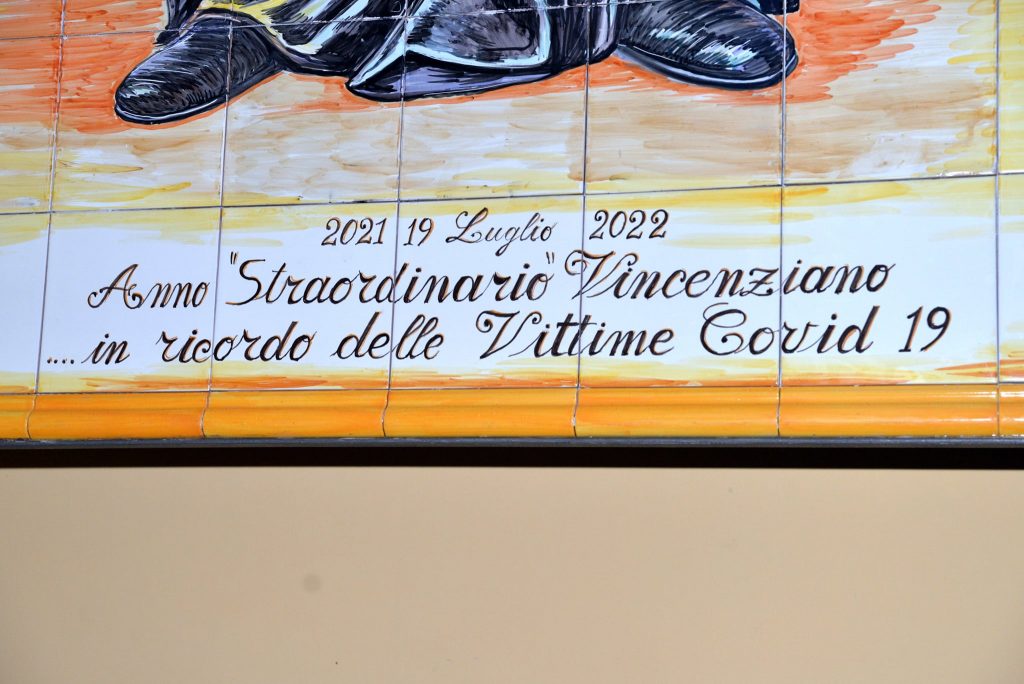 2021 19 Luglio 2022
Anno "Straordinario" Vincenziano
.... in ricordo delle Vittime Covid 19